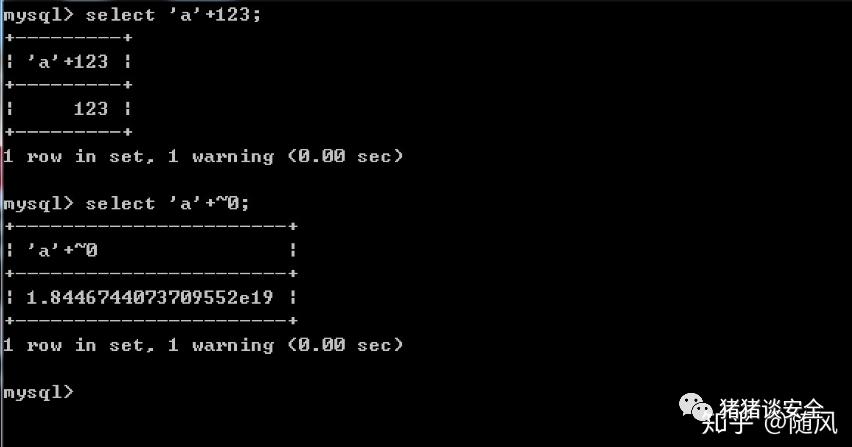 mysql> select 'a'+123;
+---------+
| 'a'+123 |
+---------+
|     123 |
+---------+
1 row in set, 1 warning (0.00 sec)
mysql> select 'a'+~0;
+-----------------------+
| 'a'+~0                |
+-----------------------+
| 1.8446744073709552e19 |
+-----------------------+
1 row in set, 1 warning (0.00 sec)
mysql>
猪猪谈安全
知乎 @随风